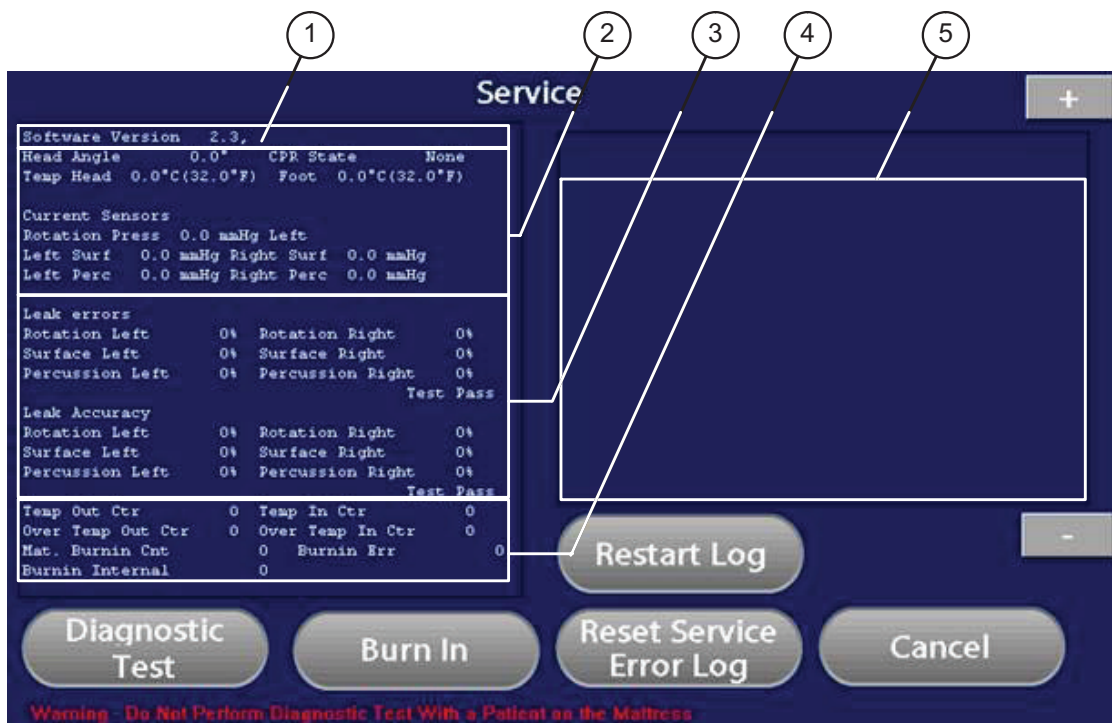 1 2 3 4 5
Service
+
Software Version 2.3,
Head Angle 0.0° CPR State None
Temp Head 0.0°C(32.0°F) Foot 0.0°C(32.0°F)
Current Sensors
Rotation Press 0.0 mmHg Left
Left Surf 0.0 mmHg Right Surf 0.0 mmHg
Left Perc 0.0 mmHg Right Perc 0.0 mmHg
Leak errors
Rotation Left 0% Rotation Right 0%
Surface Left 0% Surface Right 0%
Percussion Left 0% Percussion Right 0%
Test Pass
Leak Accuracy
Rotation Left 0% Rotation Right 0%
Surface Left 0% Surface Right 0%
Percussion Left 0% Percussion Right 0%
Test Pass
Temp Out Ctr 0 Temp In Ctr 0
Over Temp Out Ctr 0 Over Temp In Ctr 0
Mat. Burnin Cnt 0 Burnin Err 0
Burnin Internal 0
-
Restart Log
Diagnostic
Test
Burn In
Reset Service
Error Log
Cancel
Warning - Do Not Perform Diagnostic Test With a Patient on the Mattress